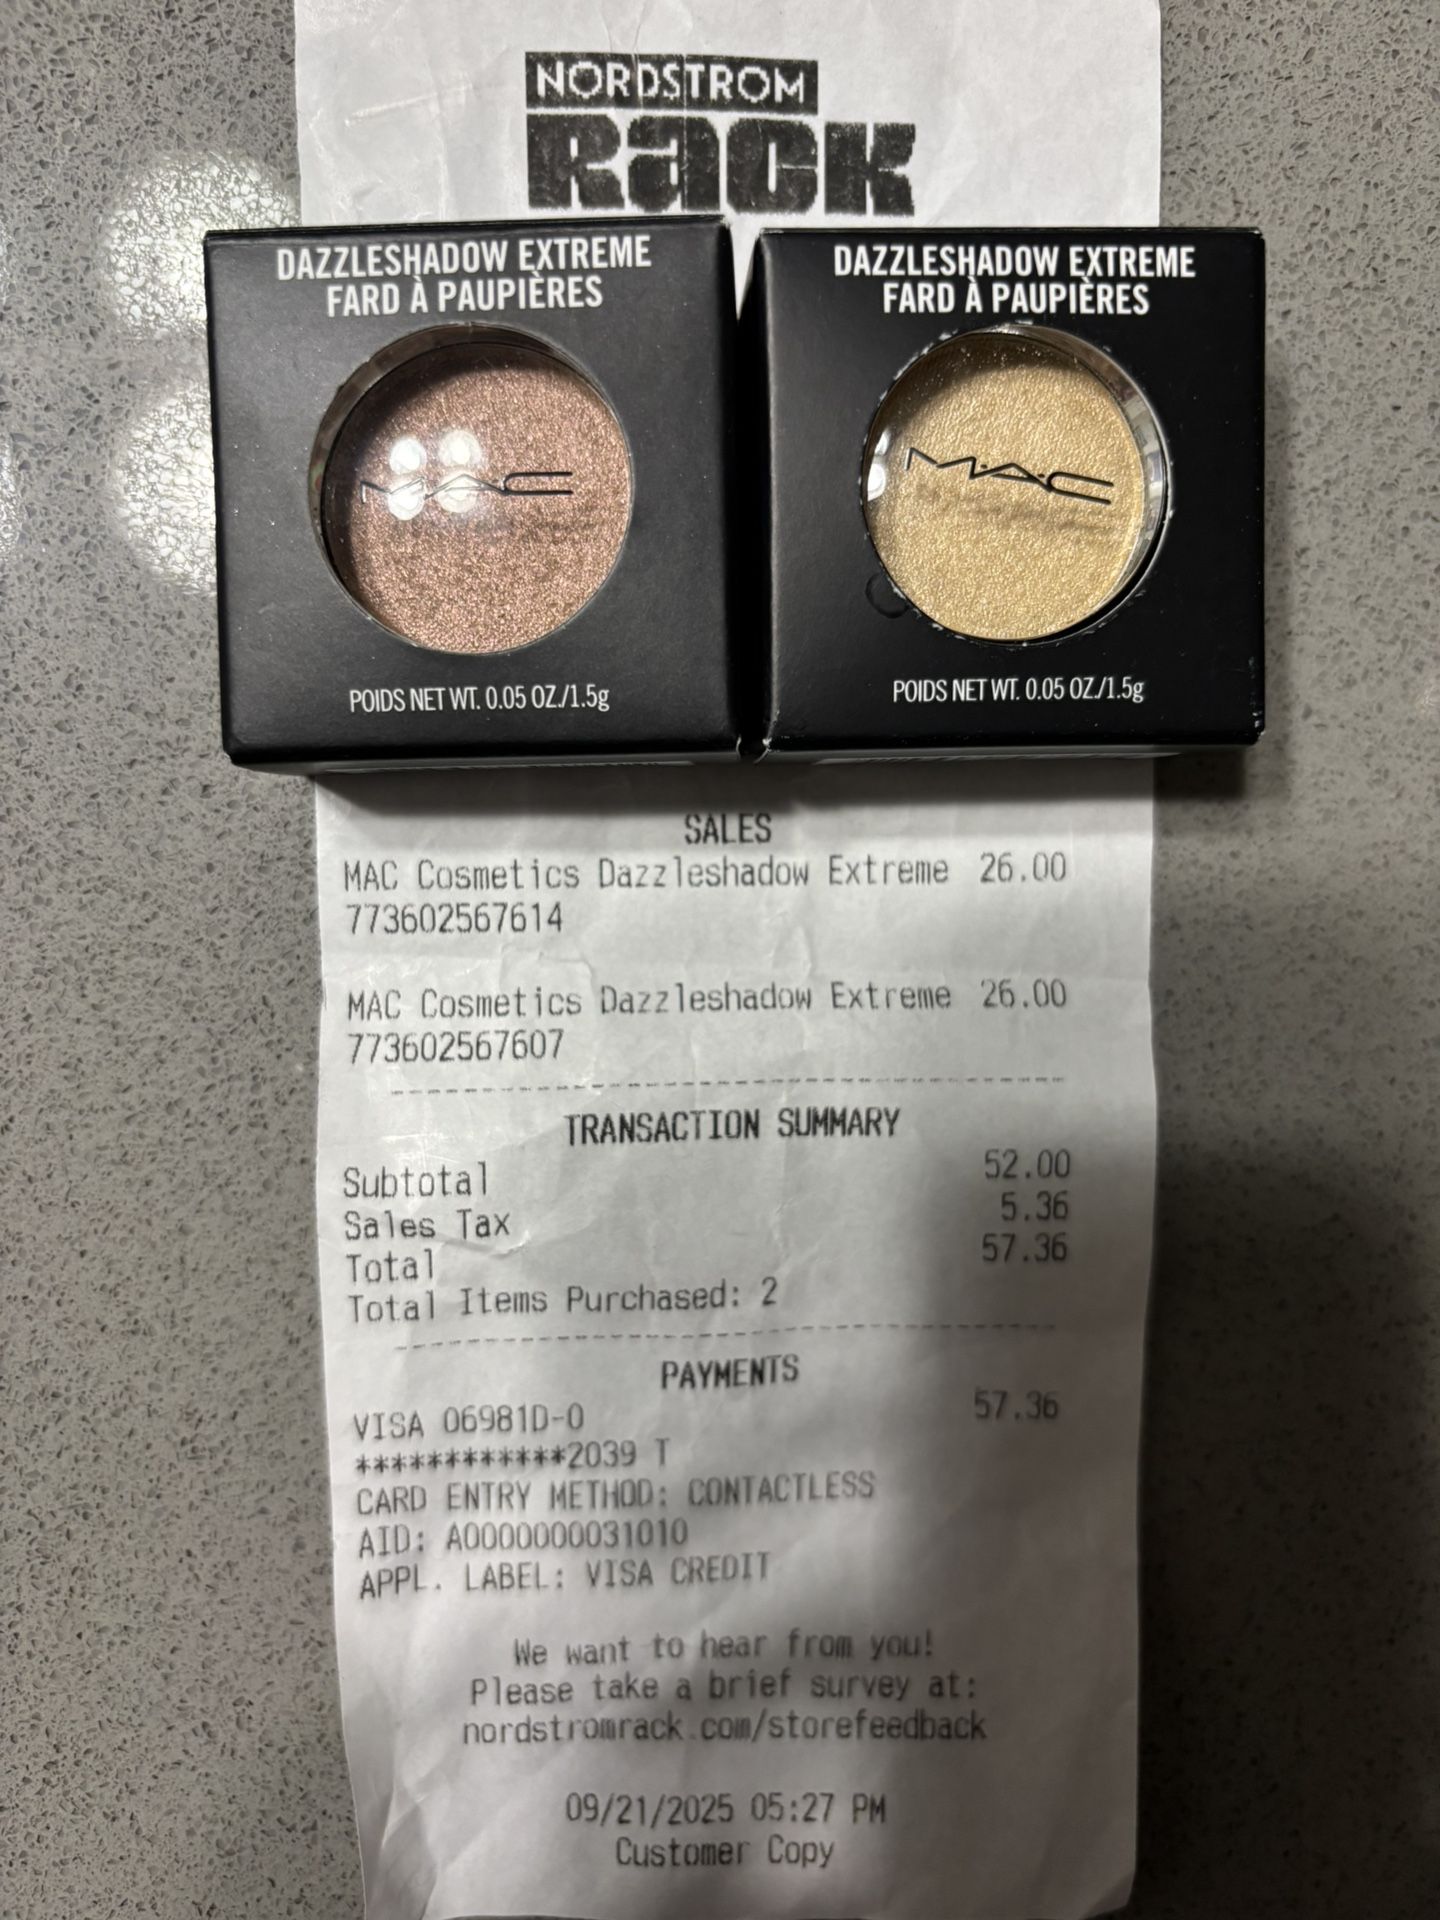 NORDSTROM
Rack
DAZZLESHADOW EXTREME
FARD À PAUPIÈRES
M·A·C
POIDS NET WT. 0.05 OZ./1.5g
DAZZLESHADOW EXTREME
FARD À PAUPIÈRES
M·A·C
POIDS NET WT. 0.05 OZ./1.5g
SALES
MAC Cosmetics Dazzleshadow Extreme 26.00
773602567614
MAC Cosmetics Dazzleshadow Extreme 26.00
773602567607
TRANSACTION SUMMARY
Subtotal 52.00
Sales Tax 5.36
Total 57.36
Total Items Purchased: 2
PAYMENTS
VISA 06981D-0 57.36
************2039 T
CARD ENTRY METHOD: CONTACTLESS
AID: A0000000031010
APPL. LABEL: VISA CREDIT
We want to hear from you!
Please take a brief survey at:
nordstromrack.com/storefeedback
09/21/2025 05:27 PM
Customer Copy